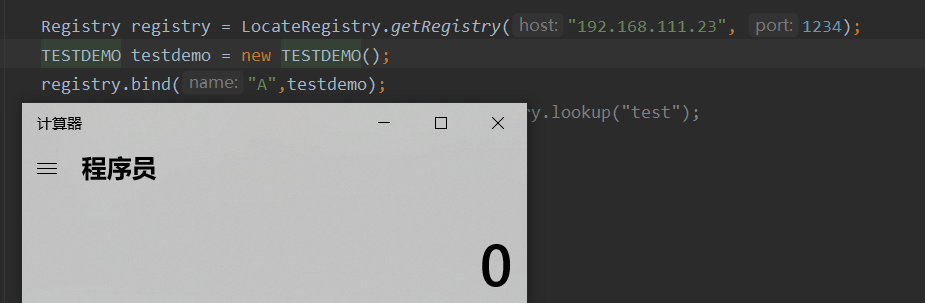 Registry registry = LocateRegistry.getRegistry( host: "192.168.111.23", port: 1234);
TESTDEMO testdemo = new TESTDEMO();
registry.bind( name: "A",testdemo);
ry.lookup("test");
计算器
程序员
0